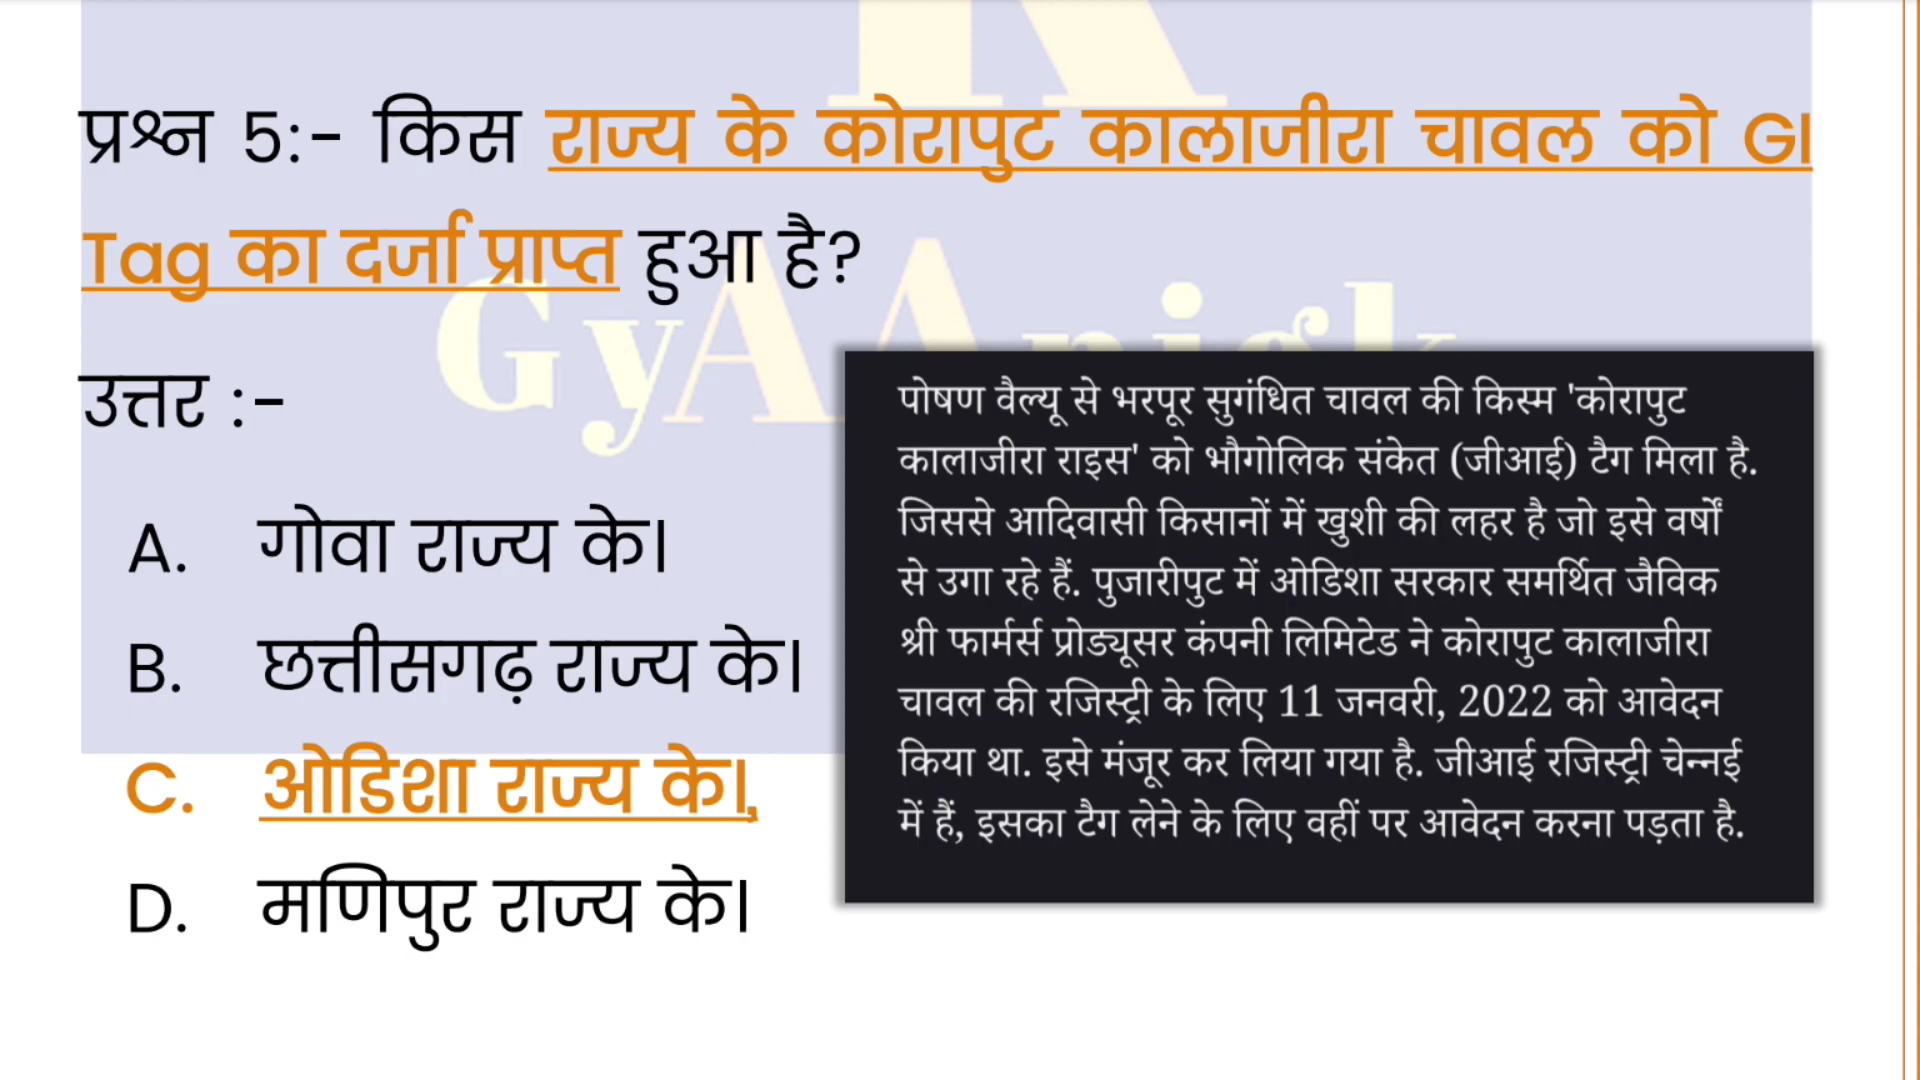 प्रश्न 5:- किस राज्य के कोरापुट कालाजीरा चावल को GI
Tag का दर्जा प्राप्त हुआ है?
उत्तर :-
A. गोवा राज्य के।
B. छत्तीसगढ़ राज्य के।
C. ओडिशा राज्य के।,
D. मणिपुर राज्य के।
पोषण वैल्यू से भरपूर सुगंधित चावल की किस्म 'कोरापुट
कालाजीरा राइस' को भौगोलिक संकेत (जीआई) टैग मिला है.
जिससे आदिवासी किसानों में खुशी की लहर है जो इसे वर्षों
से उगा रहे हैं. पुजारीपुट में ओडिशा सरकार समर्थित जैविक
श्री फार्मर्स प्रोड्यूसर कंपनी लिमिटेड ने कोरापुट कालाजीरा
चावल की रजिस्ट्री के लिए 11 जनवरी, 2022 को आवेदन
किया था. इसे मंजूर कर लिया गया है. जीआई रजिस्ट्री चेन्नई
में हैं, इसका टैग लेने के लिए वहीं पर आवेदन करना पड़ता है.